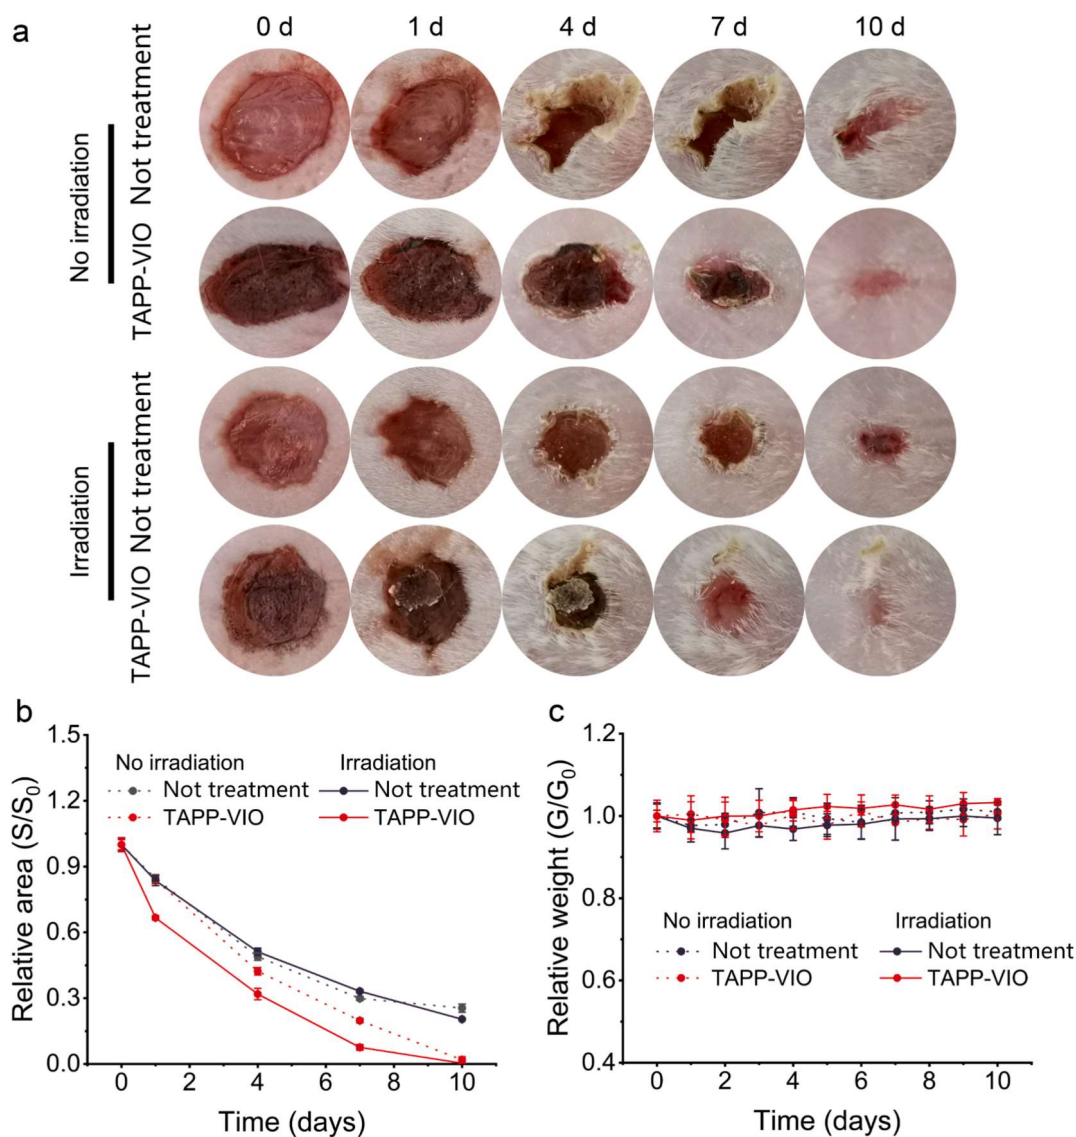 a
0 d 1 d 4 d 7 d 10 d
No irradiation
Not treatment
TAPP-VIO
Irradiation
Not treatment
TAPP-VIO
b
Relative area (S/S0)
1.5
1.2
0.9
0.6
0.3
0.0
No irradiation Irradiation
Not treatment Not treatment
TAPP-VIO TAPP-VIO
0 2 4 6 8 10
Time (days)
c
Relative weight (G/G0)
1.2
1.0
0.8
0.6
0.4
No irradiation Irradiation
Not treatment Not treatment
TAPP-VIO TAPP-VIO
0 2 4 6 8 10
Time (days)